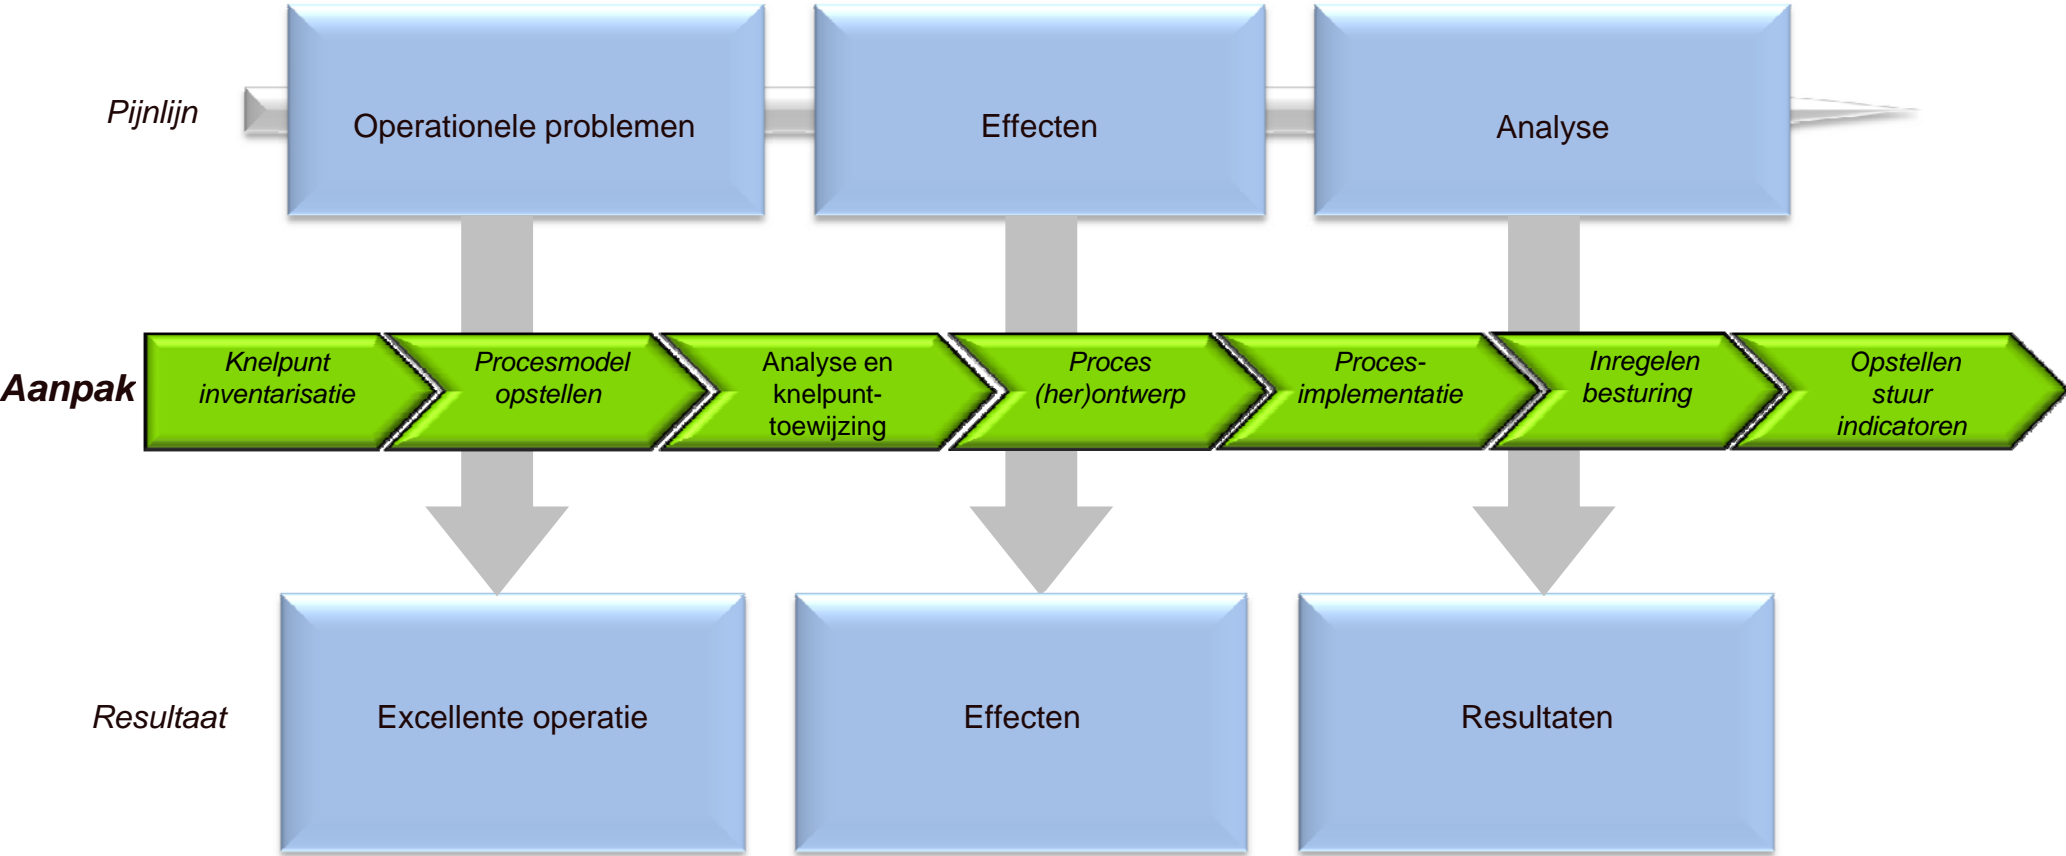 Pijnlijn
Operationele problemen
Effecten
Analyse
Aanpak
Knelpunt
inventarisatie
Procesmodel
opstellen
Analyse en
knelpunt-
toewijzing
Proces
(her)ontwerp
Proces-
implementatie
Inregelen
besturing
Opstellen
stuur
indicatoren
Resultaat
Excellente operatie
Effecten
Resultaten